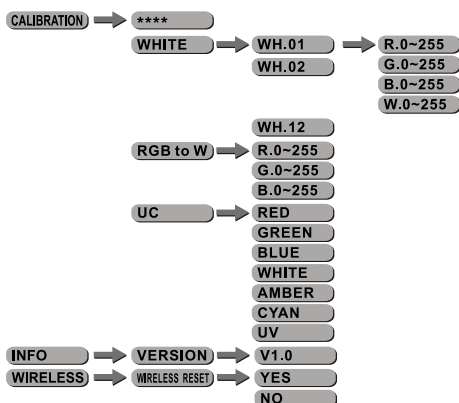 CALIBRATION ****
WHITE WH.01 R.0~255
WH.02 G.0~255
B.0~255
W.0~255
WH.12
RGB to W R.0~255
G.0~255
B.0~255
UC RED
GREEN
BLUE
WHITE
AMBER
CYAN
UV
INFO VERSION V1.0
WIRELESS WIRELESS RESET YES
NO